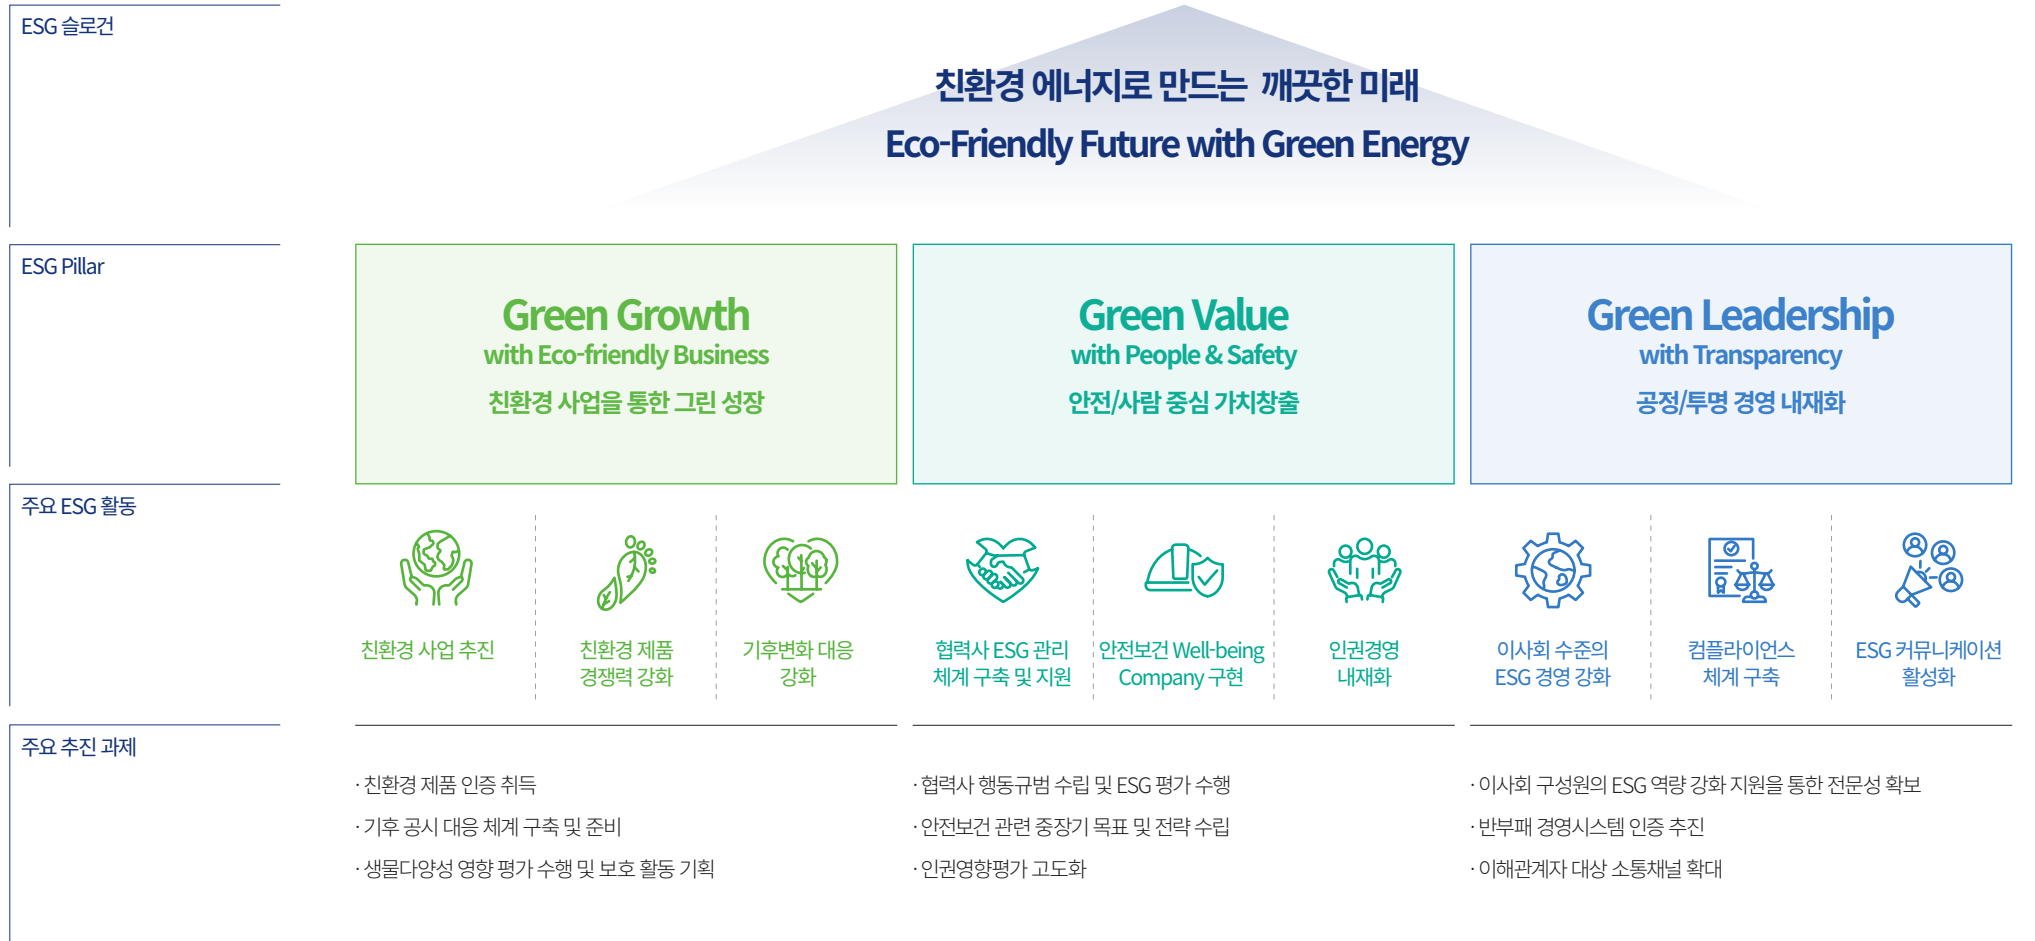 ESG 슬로건
친환경 에너지로 만드는 깨끗한 미래
Eco-Friendly Future with Green Energy
ESG Pillar
Green Growth
with Eco-friendly Business
친환경 사업을 통한 그린 성장
Green Value
with People & Safety
안전/사람 중심 가치창출
Green Leadership
with Transparency
공정/투명 경영 내재화
주요 ESG 활동
친환경 사업 추진
친환경 제품
경쟁력 강화
기후변화 대응
강화
협력사 ESG 관리
체계 구축 및 지원
안전보건 Well-being
Company 구현
인권경영
내재화
이사회 수준의
ESG 경영 강화
컴플라이언스
체계 구축
ESG 커뮤니케이션
활성화
주요 추진 과제
· 친환경 제품 인증 취득
· 기후 공시 대응 체계 구축 및 준비
· 생물다양성 영향 평가 수행 및 보호 활동 기획
· 협력사 행동규범 수립 및 ESG 평가 수행
· 안전보건 관련 중장기 목표 및 전략 수립
· 인권영향평가 고도화
· 이사회 구성원의 ESG 역량 강화 지원을 통한 전문성 확보
· 반부패 경영시스템 인증 추진
· 이해관계자 대상 소통채널 확대